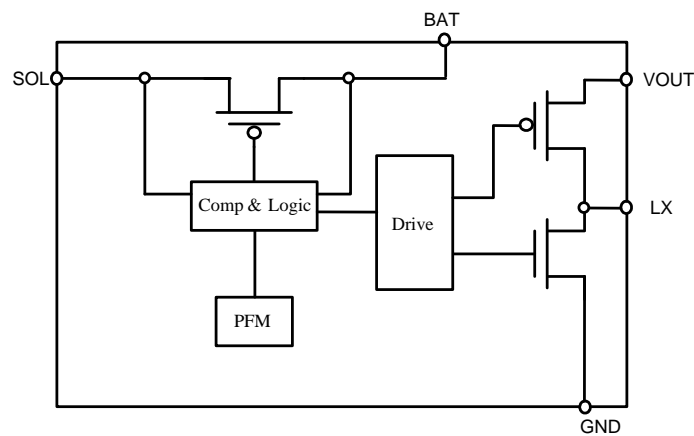 BAT
SOL
VOUT
Comp & Logic
Drive
LX
PFM
GND